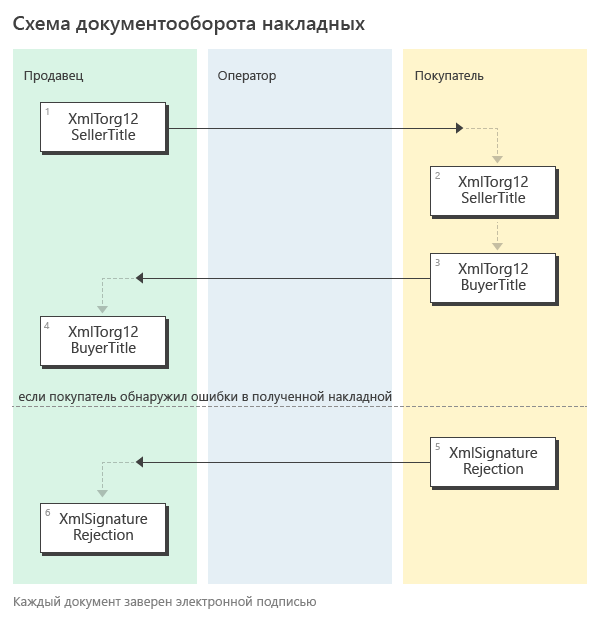 Схема документооборота накладных
Продавец
Оператор
Покупатель
1
XmlTorg12
SellerTitle
2
XmlTorg12
SellerTitle
3
XmlTorg12
BuyerTitle
4
XmlTorg12
BuyerTitle
если покупатель обнаружил ошибки в полученной накладной
5
XmlSignature
Rejection
6
XmlSignature
Rejection
Каждый документ заверен электронной подписью